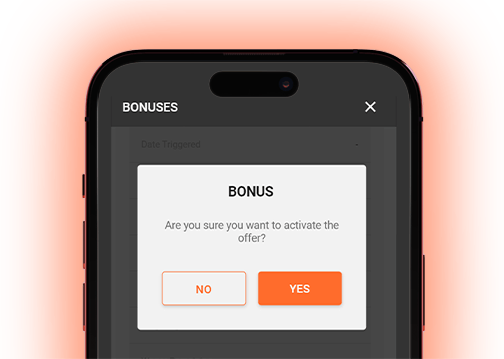 BONUSES
Date Triggered
BONUS
Are you sure you want to activate the
offer?
NO
YES